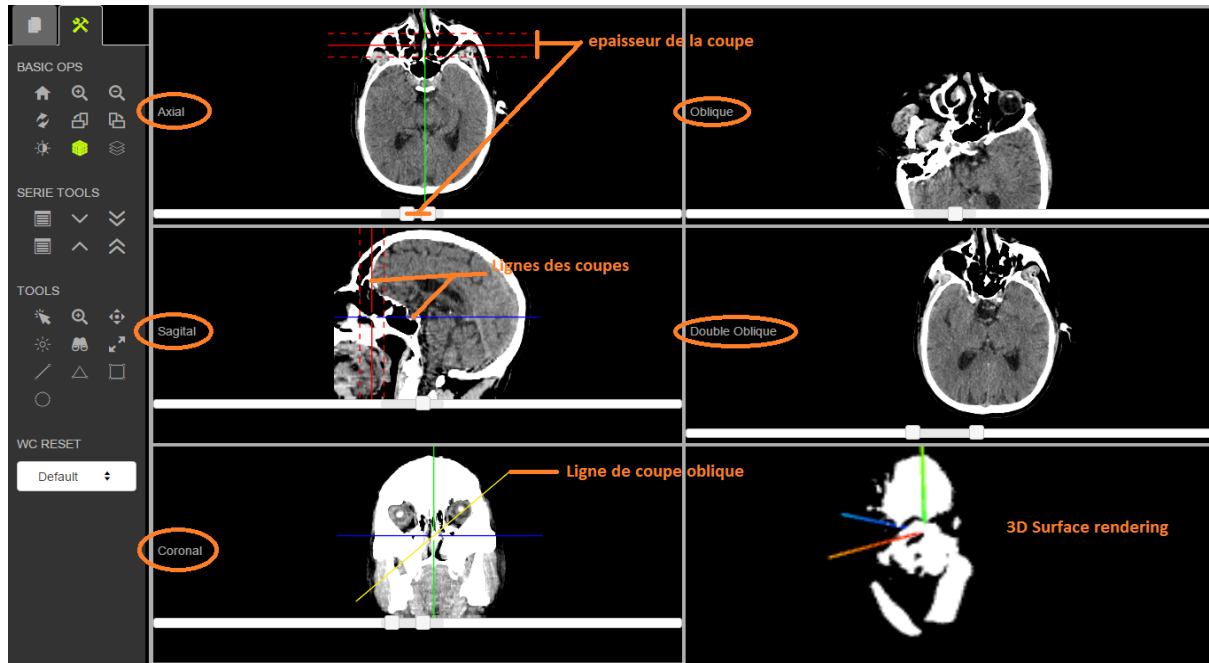 BASIC OPS
SERIE TOOLS
TOOLS
WC RESET
Default
Axial
epaisseur de la coupe
Oblique
Sagital
Lignes des coupes
Double Oblique
Coronal
Ligne de coupe oblique
3D Surface rendering